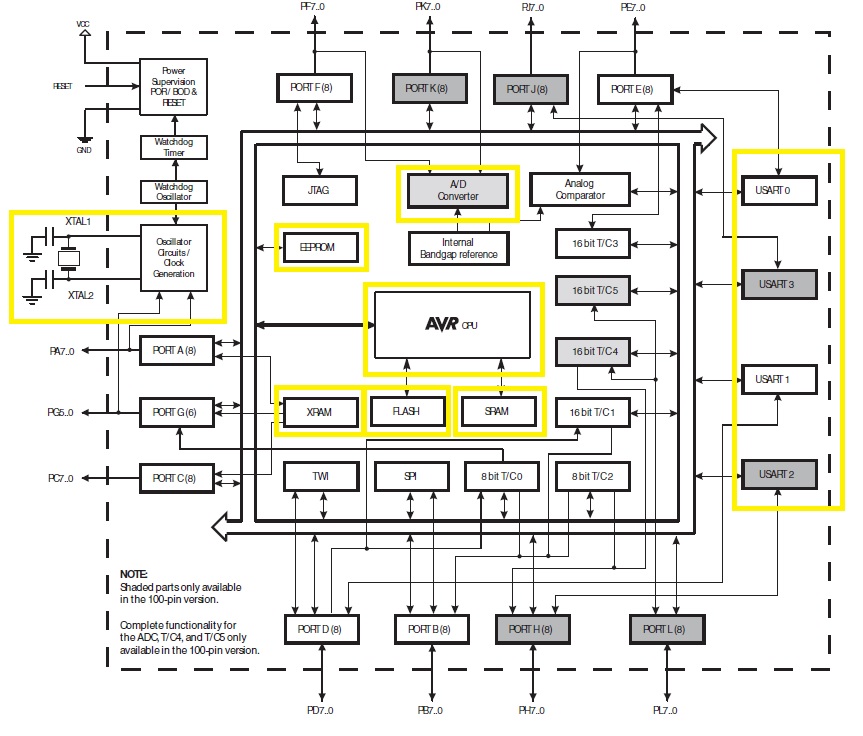 PF7..0
PK7..0
PJ7..0
PE7..0
VCC
RESET
GND
Power
Supervision
POR / BOD &
RESET
PORT F (8)
PORT K (8)
PORT J (8)
PORT E (8)
Watchdog
Timer
Watchdog
Oscillator
JTAG
A/D
Converter
Analog
Comparator
USART 0
XTAL1
XTAL2
Oscillator
Circuits /
Clock
Generation
EEPROM
Internal
Bandgap reference
16 bit T/C3
16 bit T/C5
USART 3
AVR CPU
16 bit T/C4
PA7..0
PORT A (8)
USART 1
PG5..0
PORT G (6)
XRAM
FLASH
SRAM
16 bit T/C1
PC7..0
PORT C (8)
TWI
SPI
8 bit T/C0
8 bit T/C2
USART 2
NOTE:
Shaded parts only available
in the 100-pin version.
Complete functionality for
the ADC, T/C4, and T/C5 only
available in the 100-pin version.
PORT D (8)
PORT B (8)
PORT H (8)
PORT L (8)
PD7..0
PB7..0
PH7..0
PL7..0